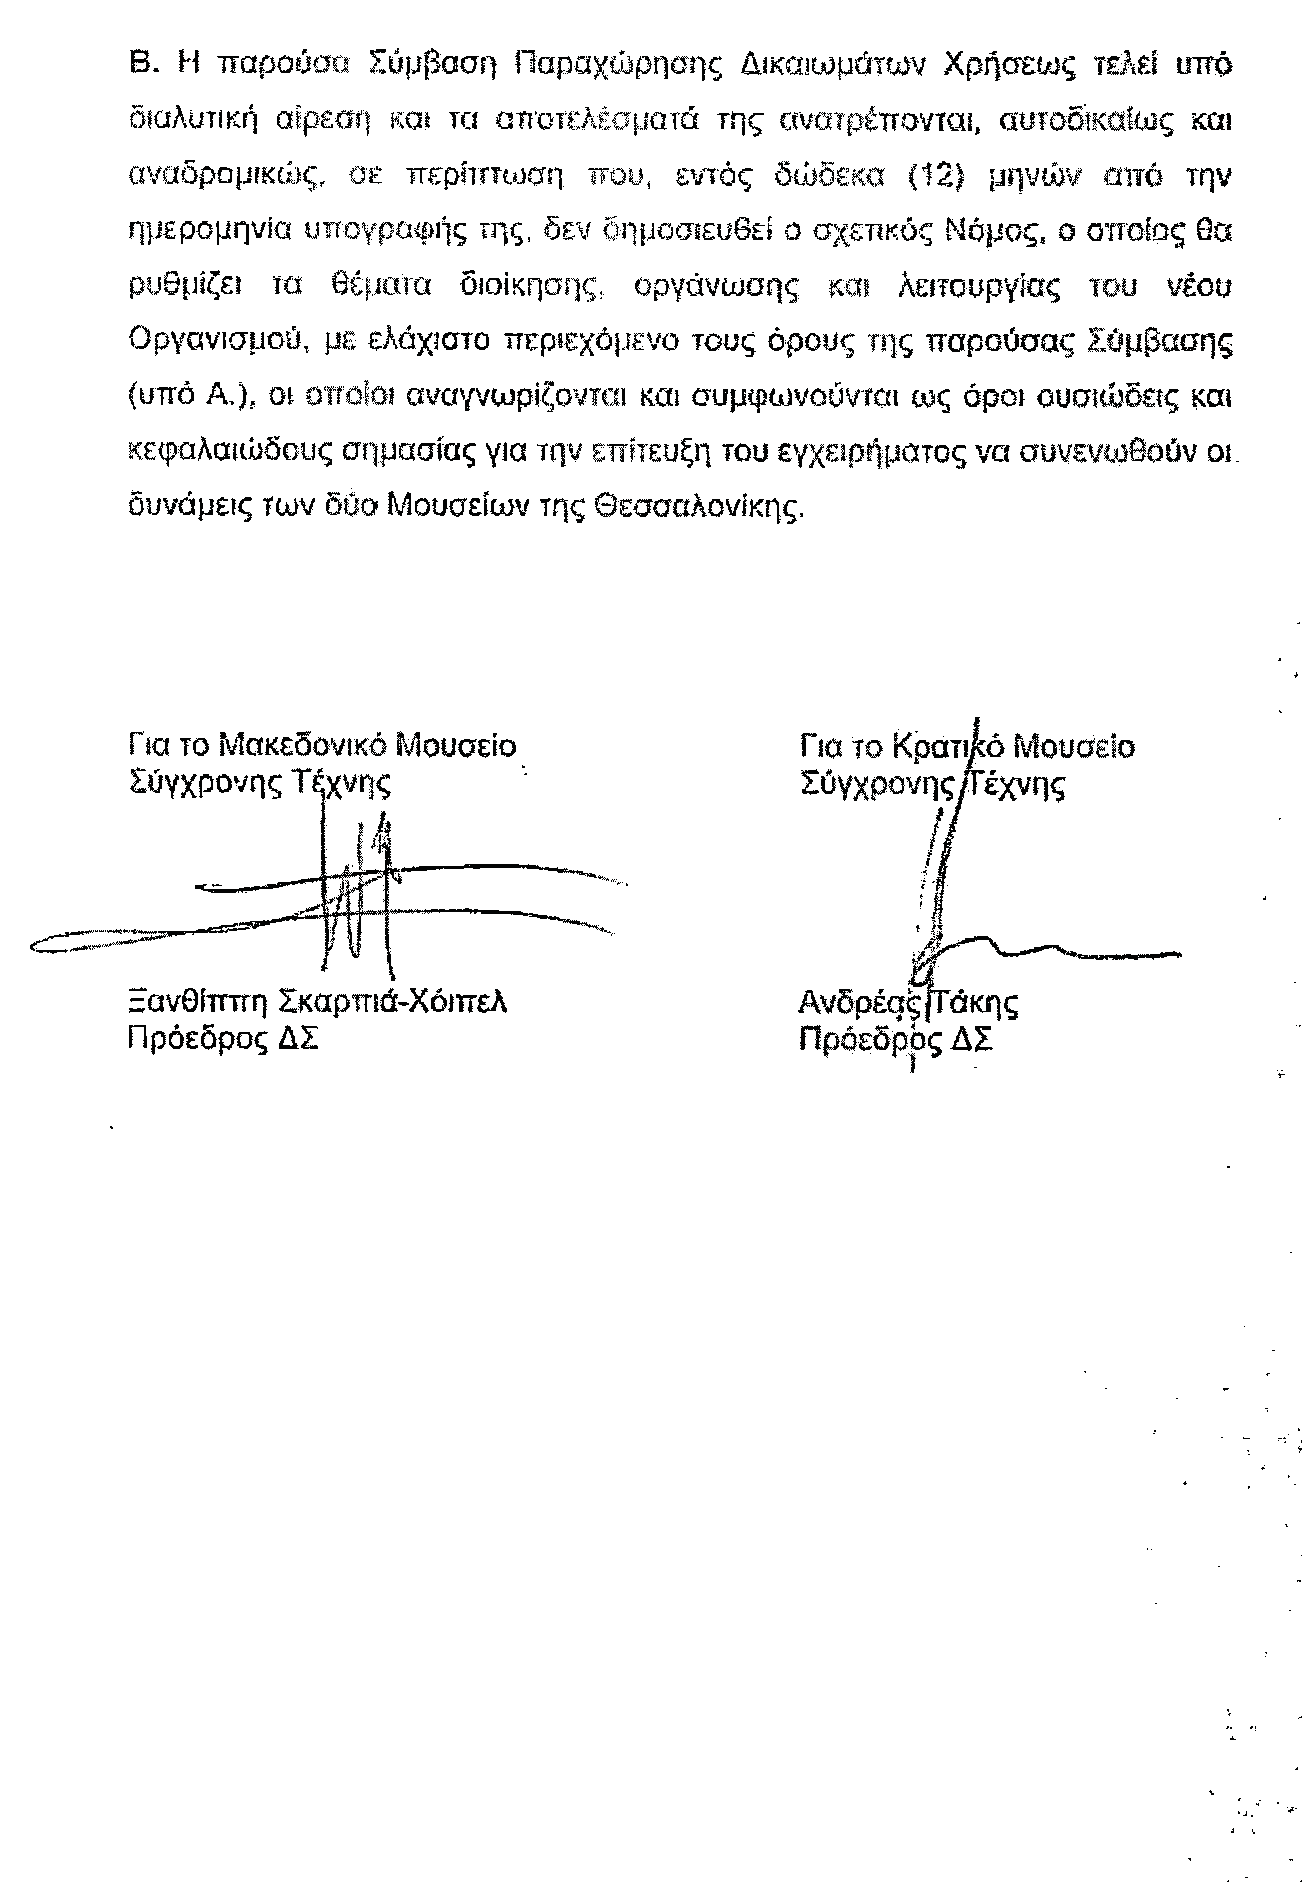 Β. Η παρούσα Σύμβαση Παραχώρησης Δικαιωμάτων Χρήσεως τελεί υπό
διαλυτική αίρεση και τα αποτελέσματά της ανατρέπονται, αυτοδικαίως και
αναδρομικώς, σε περίπτωση που, εντός δώδεκα (12) μηνών από την
ημερομηνία υπογραφής της, δεν δημοσιευθεί ο σχετικός Νόμος, ο οποίος θα
ρυθμίζει τα θέματα διοίκησης, οργάνωσης και λειτουργίας του νέου
Οργανισμού, με ελάχιστο περιεχόμενο τους όρους της παρούσας Σύμβασης
(υπό Α.), οι οποίοι αναγνωρίζονται και συμφωνούνται ως όροι ουσιώδεις και
κεφαλαιώδους σημασίας για την επίτευξη του εγχειρήματος να συνενωθούν οι
δυνάμεις των δύο Μουσείων της Θεσσαλονίκης.
Για το Μακεδονικό Μουσείο
Σύγχρονης Τέχνης
Ξανθίππη Σκαρπιά-Χόιπελ
Πρόεδρος ΔΣ
Για το Κρατικό Μουσείο
Σύγχρονης Τέχνης
Ανδρέας Τάκης
Πρόεδρος ΔΣ